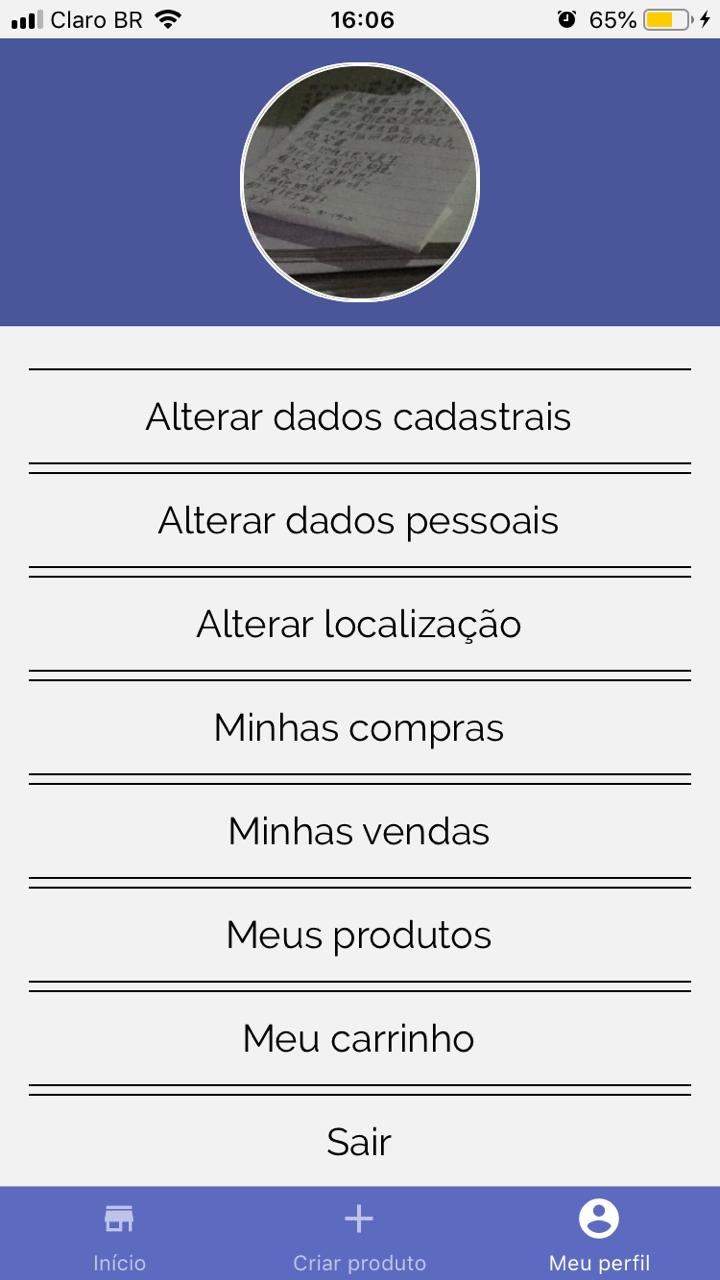 Claro BR
16:06
65%
Alterar dados cadastrais
Alterar dados pessoais
Alterar localização
Minhas compras
Minhas vendas
Meus produtos
Meu carrinho
Sair
Início
Criar produto
Meu perfil